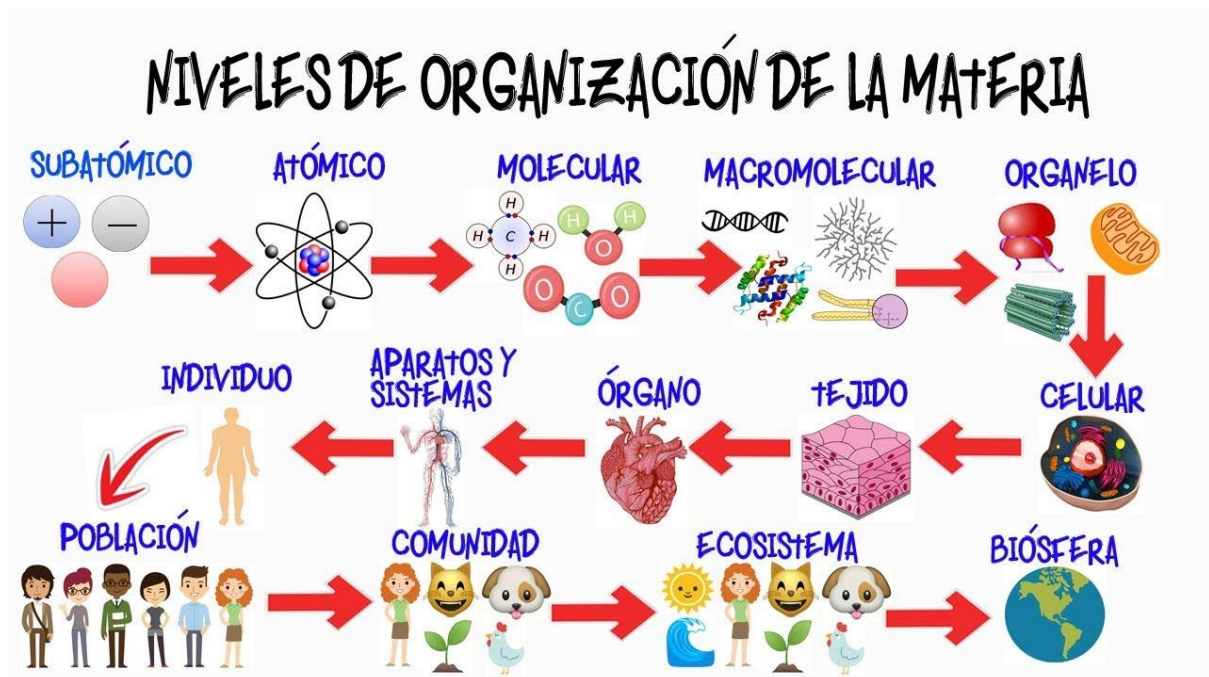 NIVELES DE ORGANIZACIÓN DE LA MATERIA
SUBATÓMICO
ATÓMICO
MOLECULAR
MACROMOLECULAR
ORGANELO
+ −
H
H C H
H
H H
O
O C O
INDIVIDUO
APARATOS Y
SISTEMAS
ÓRGANO
TEJIDO
CELULAR
POBLACIÓN
COMUNIDAD
ECOSISTEMA
BIÓSFERA